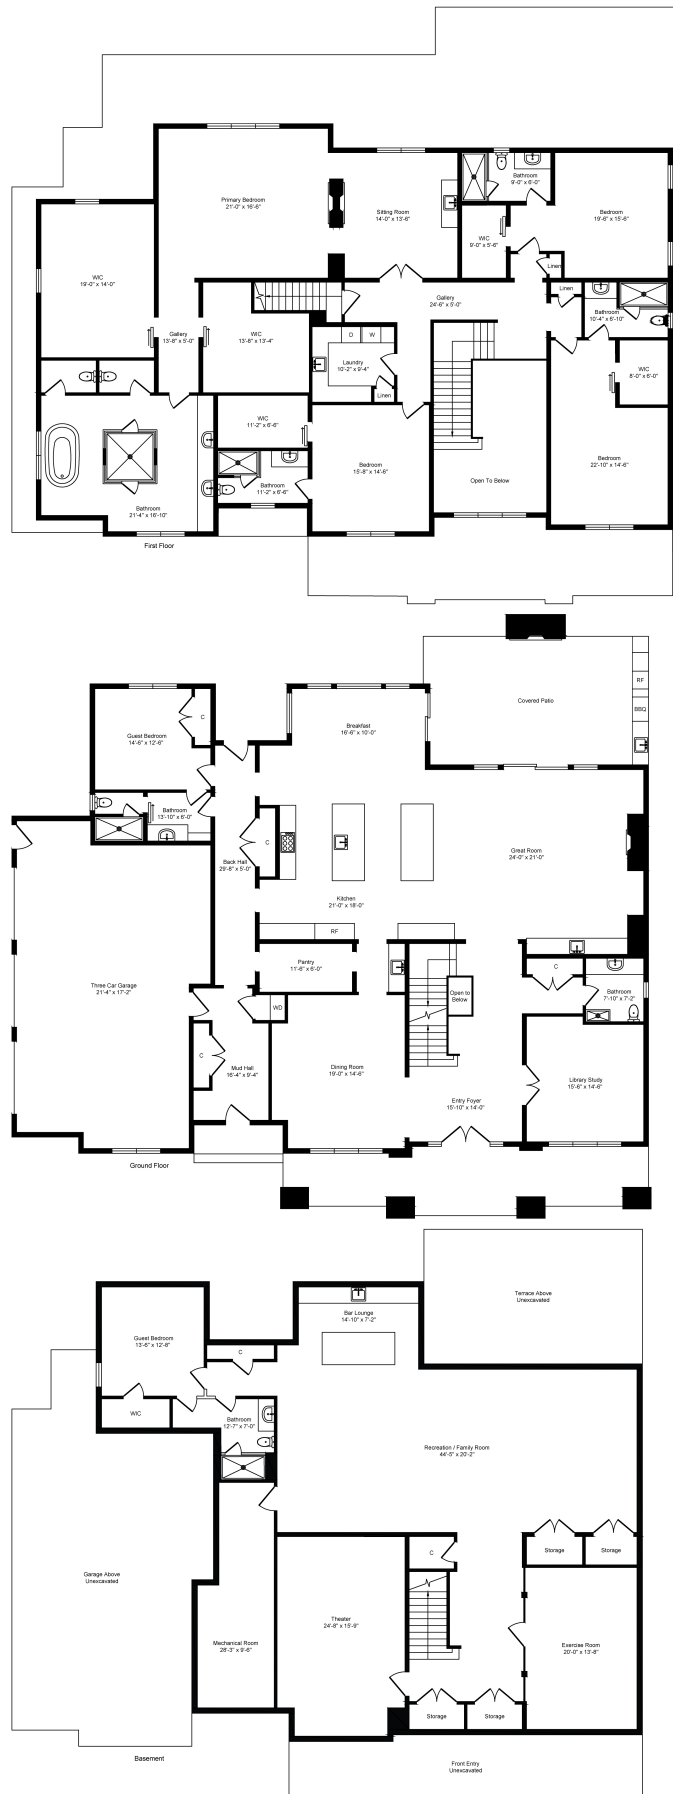 Primary Bedroom
21'-0" x 16'-6"
Sitting Room
14'-0" x 13'-6"
Bathroom
9'-0" x 6'-0"
Bedroom
19'-6" x 15'-6"
WIC
9'-0" x 5'-6"
Linen
WIC
19'-0" x 14'-0"
Linen
Gallery
24'-6" x 5'-0"
Bathroom
10'-4" x 6'-10"
Gallery
13'-8" x 5'-0"
WIC
13'-8" x 13'-4"
D
W
Laundry
10'-2" x 9'-4"
Linen
WIC
8'-0" x 6'-0"
WIC
11'-2" x 6'-6"
Bedroom
15'-8" x 14'-6"
Bedroom
22'-10" x 14'-6"
Open To Below
Bathroom
11'-2" x 6'-6"
Bathroom
21'-4" x 16'-10"
First Floor
Covered Patio
RF
BBQ
Guest Bedroom
14'-6" x 12'-6"
C
Breakfast
16'-6" x 10'-0"
Bathroom
13'-10" x 6'-0"
Back Hall
29'-8" x 5'-0"
C
Great Room
24'-0" x 21'-0"
Kitchen
21'-0" x 18'-0"
RF
Pantry
11'-6" x 6'-0"
C
Three Car Garage
21'-4" x 17'-2"
Open to
Below
Bathroom
7'-10" x 7'-2"
WD
C
Mud Hall
16'-4" x 9'-4"
Dining Room
19'-0" x 14'-6"
Library Study
15'-6" x 14'-6"
Entry Foyer
15'-10" x 14'-0"
Ground Floor
Terrace Above
Unexcavated
Bar Lounge
14'-10" x 7'-2"
Guest Bedroom
13'-6" x 12'-8"
C
WIC
Bathroom
12'-7" x 7'-0"
Recreation / Family Room
44'-5" x 20'-2"
C
Storage
Storage
Garage Above
Unexcavated
Theater
24'-8" x 15'-9"
Mechanical Room
28'-3" x 9'-6"
Exercise Room
20'-0" x 13'-8"
Storage
Storage
Basement
Front Entry
Unexcavated